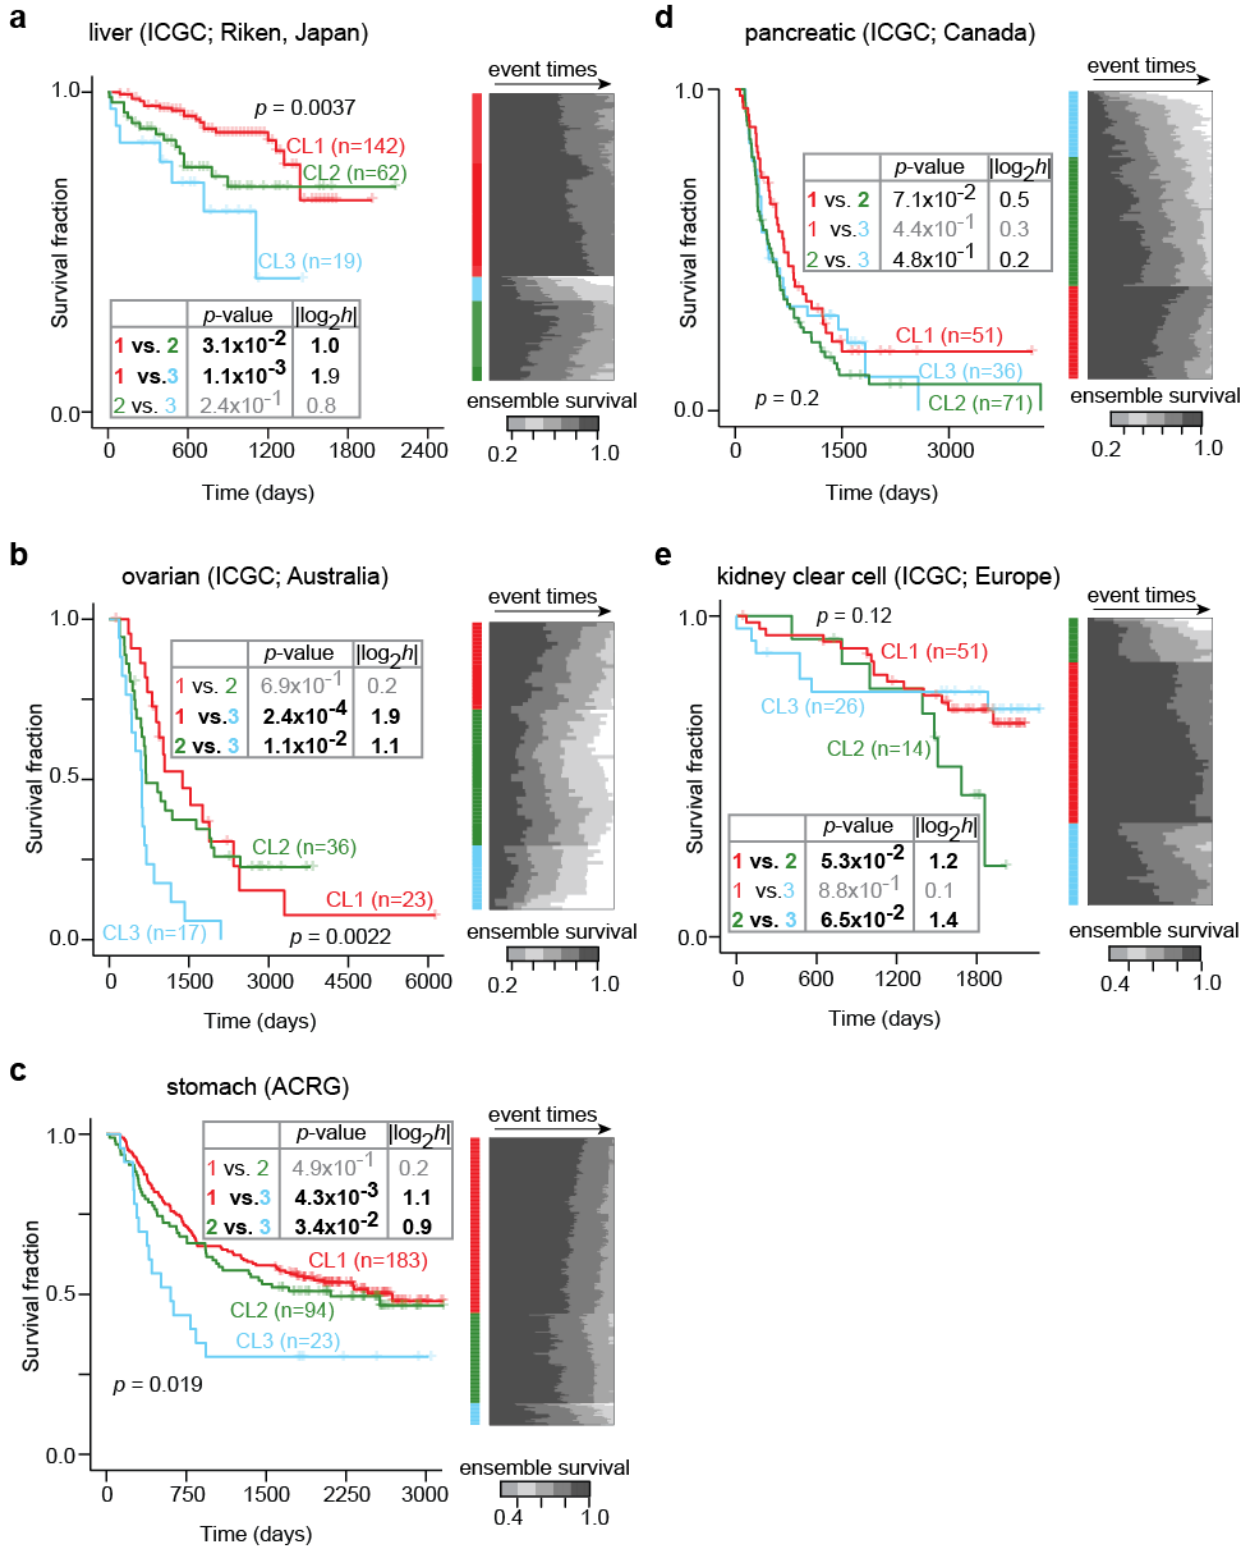 a
liver (ICGC; Riken, Japan)
event times
1.0
p = 0.0037
CL1 (n=142)
CL2 (n=62)
CL3 (n=19)
Survival fraction
p-value |log2h|
1 vs. 2 3.1x10-2 1.0
1 vs.3 1.1x10-3 1.9
2 vs. 3 2.4x10-1 0.8
0.0
0 600 1200 1800 2400
Time (days)
ensemble survival
0.2 1.0
d
pancreatic (ICGC; Canada)
event times
1.0
p-value |log2h|
1 vs. 2 7.1x10-2 0.5
1 vs.3 4.4x10-1 0.3
2 vs. 3 4.8x10-1 0.2
Survival fraction
CL1 (n=51)
CL3 (n=36)
CL2 (n=71)
p = 0.2
0.0
0 1500 3000
Time (days)
ensemble survival
0.2 1.0
b
ovarian (ICGC; Australia)
event times
1.0
p-value |log2h|
1 vs. 2 6.9x10-1 0.2
1 vs.3 2.4x10-4 1.9
2 vs. 3 1.1x10-2 1.1
Survival fraction
0.5
CL2 (n=36)
CL1 (n=23)
CL3 (n=17)
p = 0.0022
0.0
0 1500 3000 4500 6000
Time (days)
ensemble survival
0.2 1.0
e
kidney clear cell (ICGC; Europe)
event times
1.0
p = 0.12
CL1 (n=51)
CL3 (n=26)
CL2 (n=14)
Survival fraction
p-value |log2h|
1 vs. 2 5.3x10-2 1.2
1 vs.3 8.8x10-1 0.1
2 vs. 3 6.5x10-2 1.4
0.0
0 600 1200 1800
Time (days)
ensemble survival
0.4 1.0
c
stomach (ACRG)
event times
1.0
p-value |log2h|
1 vs. 2 4.9x10-1 0.2
1 vs.3 4.3x10-3 1.1
2 vs. 3 3.4x10-2 0.9
Survival fraction
CL1 (n=183)
0.5
CL2 (n=94)
CL3 (n=23)
p = 0.019
0.0
0 750 1500 2250 3000
Time (days)
ensemble survival
0.4 1.0